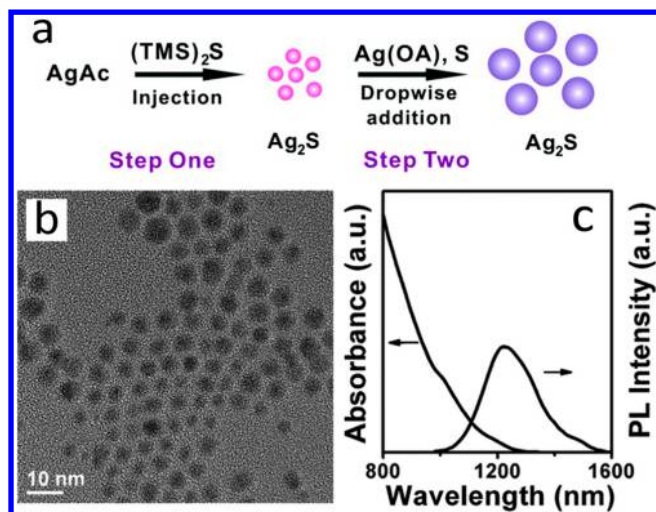 a
(TMS)₂S
Ag(OA), S
AgAc
Injection
Dropwise
addition
Ag₂S
Ag₂S
Step One
Step Two
b
10 nm
c
Absorbance (a.u.)
PL Intensity (a.u.)
800
1200
1600
Wavelength (nm)